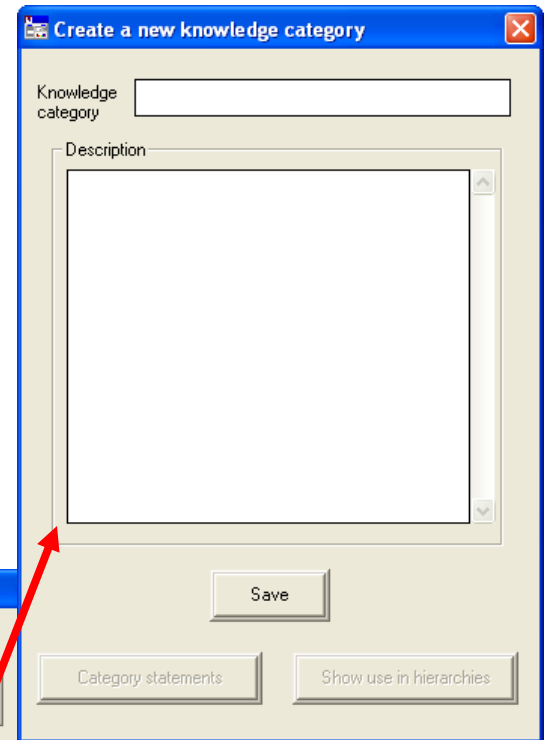 Create a new knowledge category
Knowledge
category
Description
Save
Category statements
Show use in hierarchies